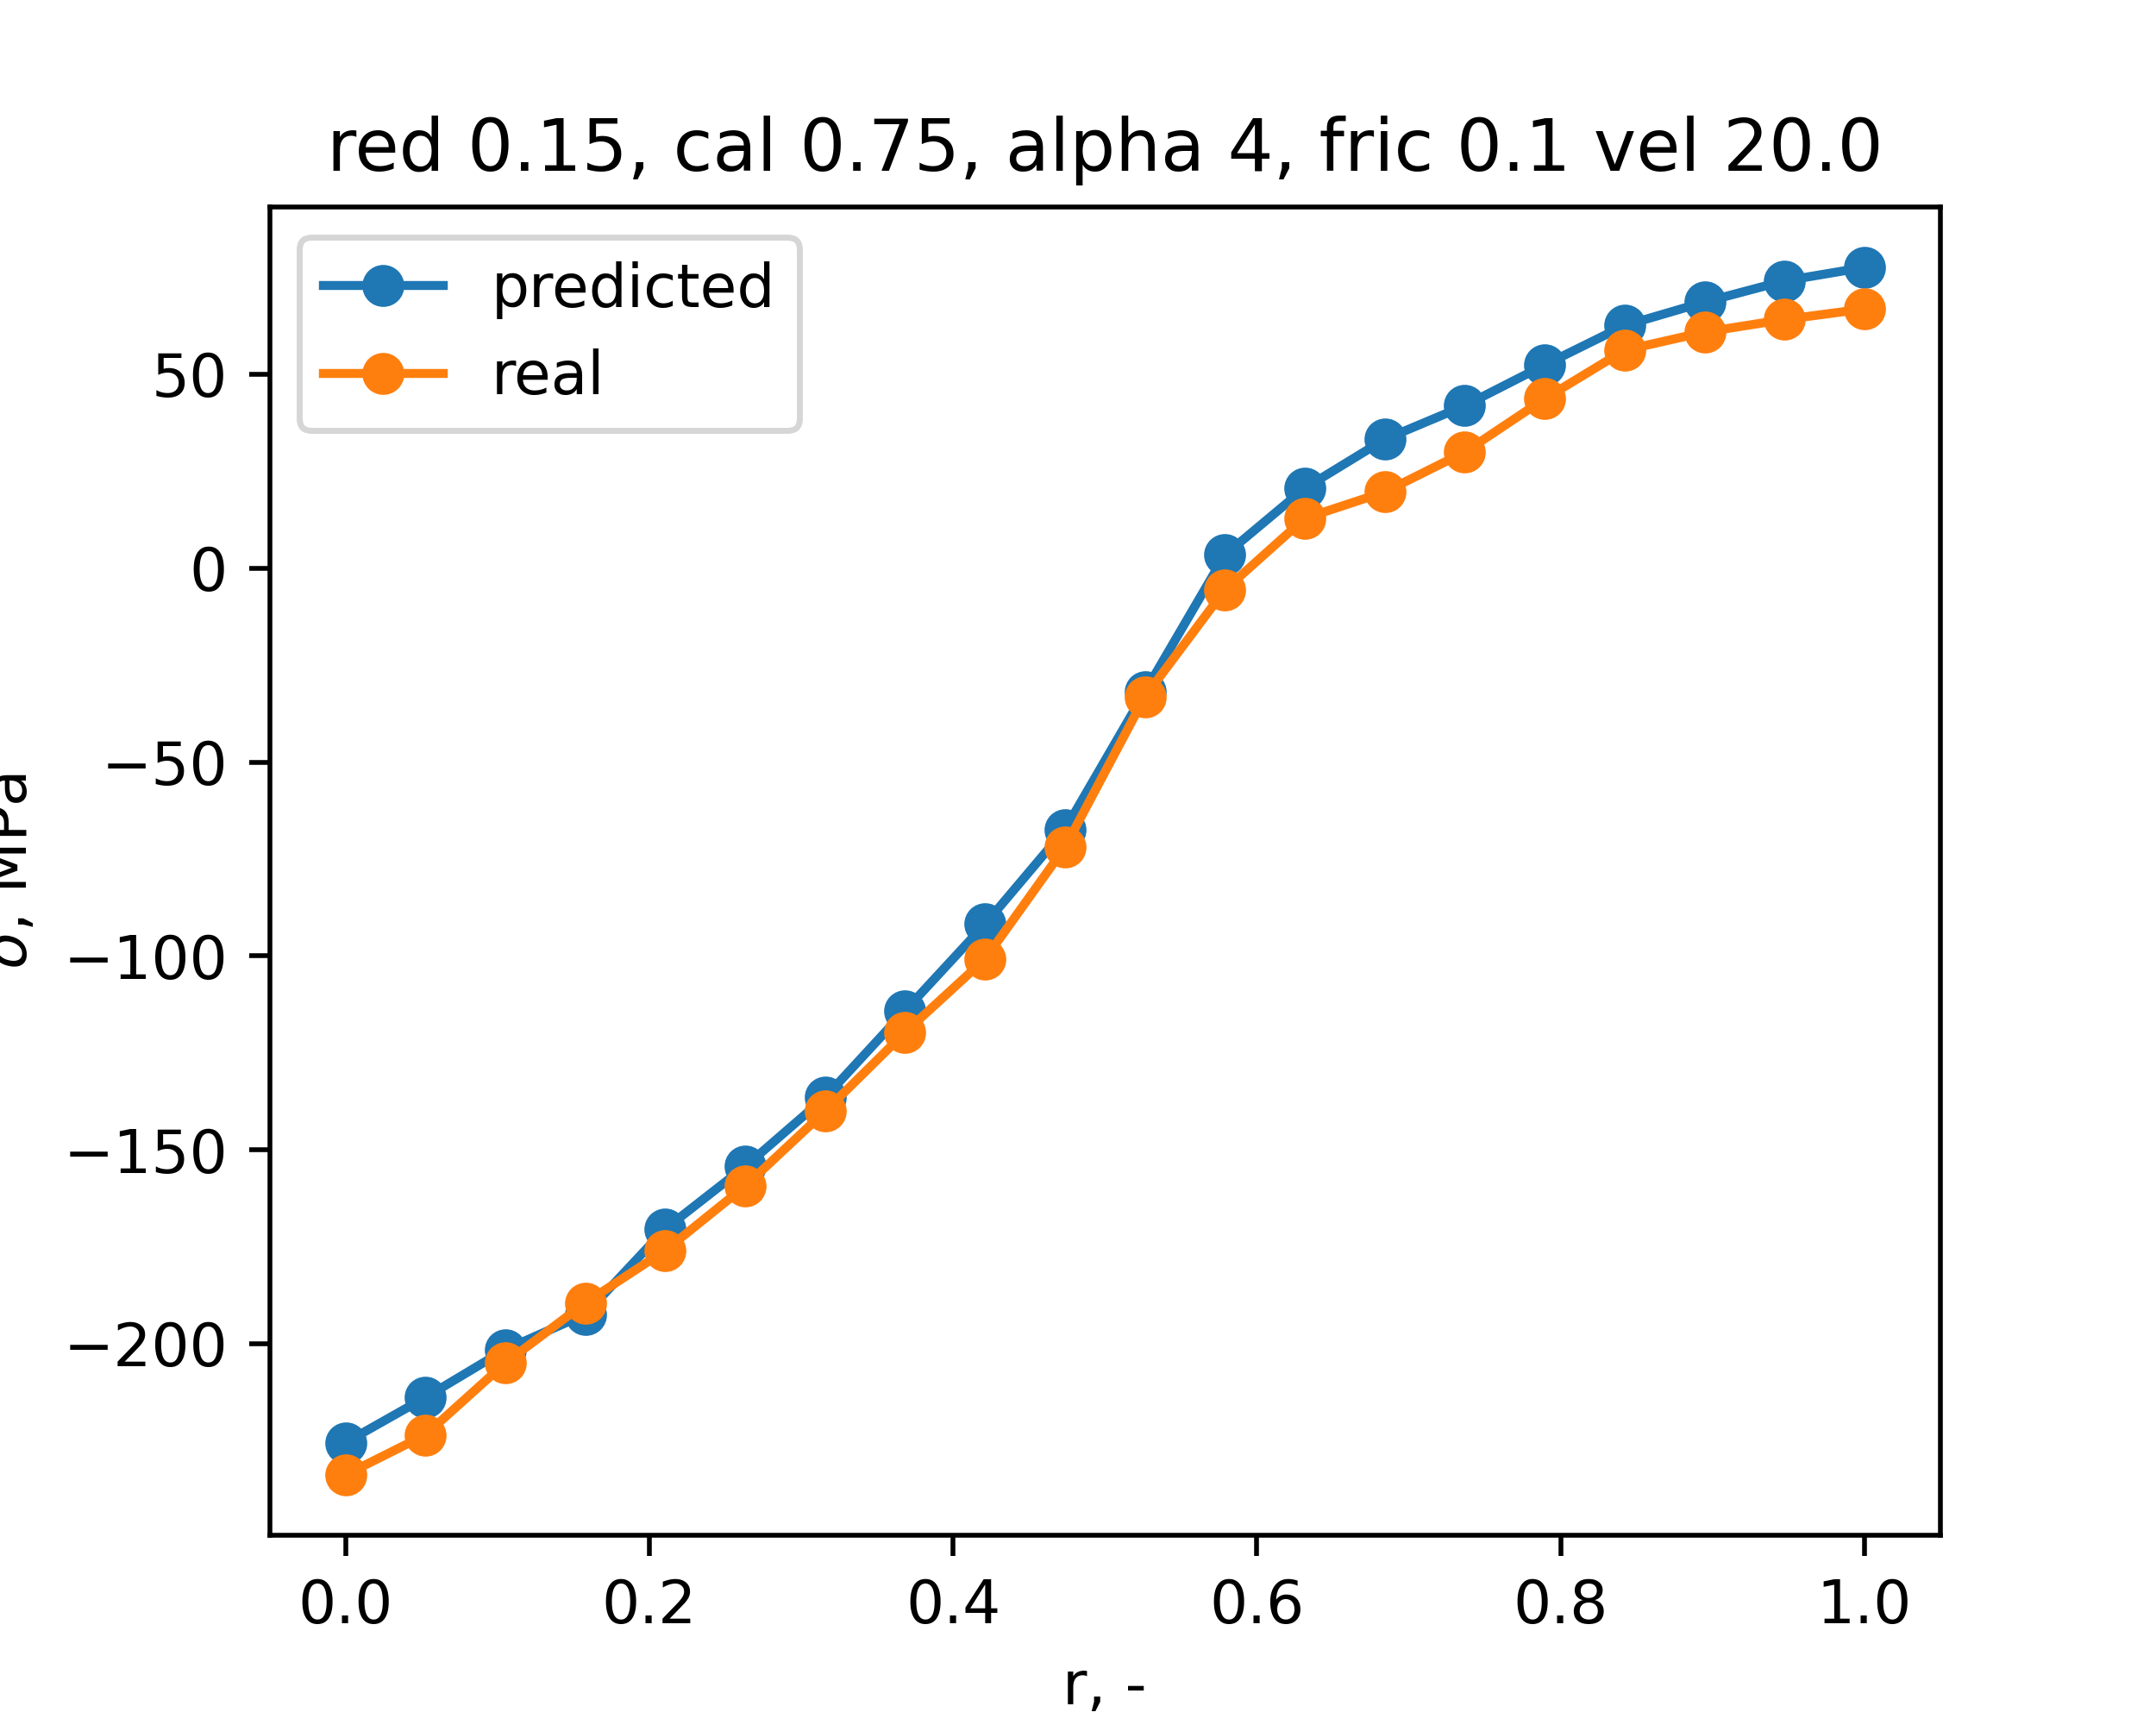 red 0.15, cal 0.75, alpha 4, fric 0.1 vel 20.0
predicted
real
50
0
−50
−100
−150
−200
σ, MPa
0.0 0.2 0.4 0.6 0.8 1.0
r, -